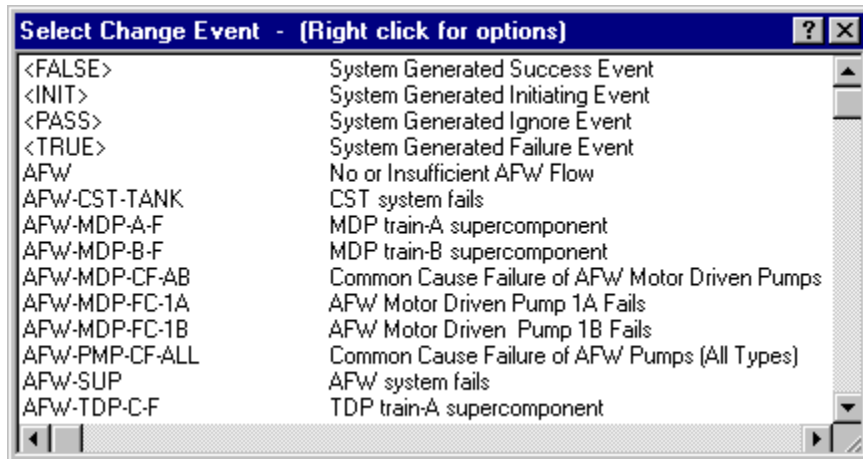 Select Change Event - (Right click for options)
<FALSE> System Generated Success Event
<INIT> System Generated Initiating Event
<PASS> System Generated Ignore Event
<TRUE> System Generated Failure Event
AFW No or Insufficient AFW Flow
AFW-CST-TANK CST system fails
AFW-MDP-A-F MDP train-A supercomponent
AFW-MDP-B-F MDP train-B supercomponent
AFW-MDP-CF-AB Common Cause Failure of AFW Motor Driven Pumps
AFW-MDP-FC-1A AFW Motor Driven Pump 1A Fails
AFW-MDP-FC-1B AFW Motor Driven  Pump 1B Fails
AFW-PMP-CF-ALL Common Cause Failure of AFW Pumps (All Types)
AFW-SUP AFW system fails
AFW-TDP-C-F TDP train-A supercomponent